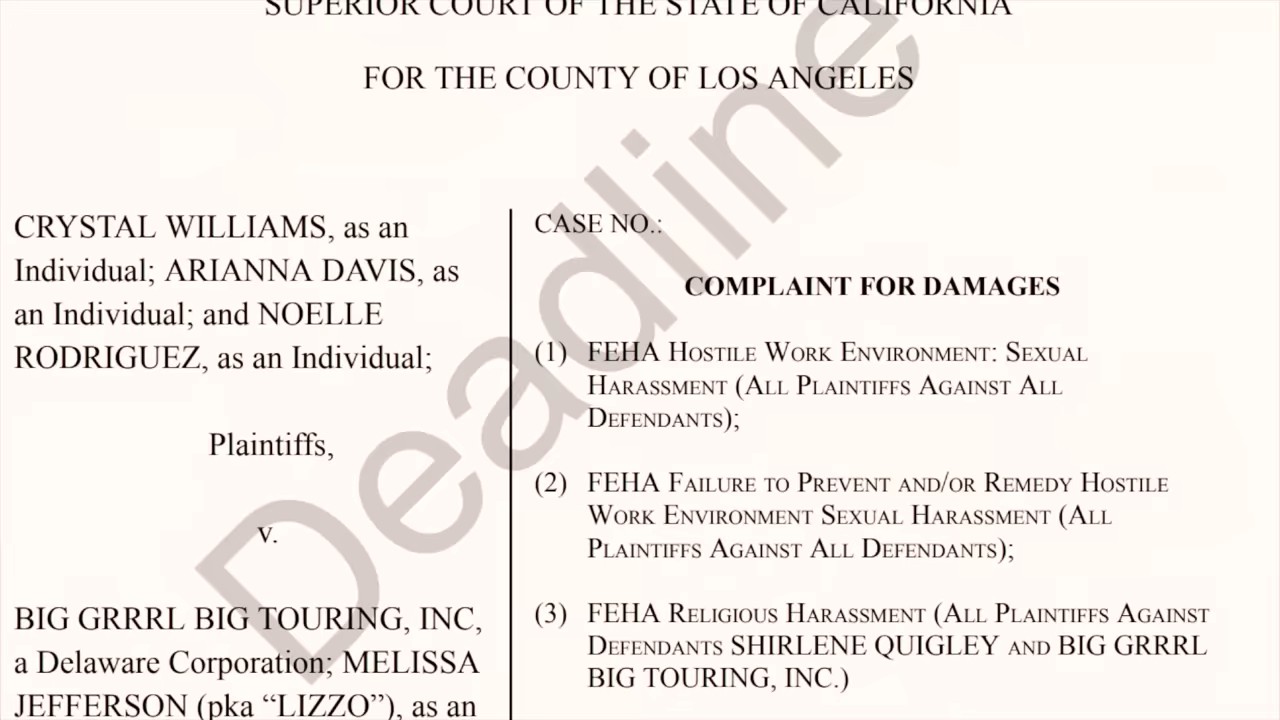 SUPERIOR COURT OF THE STATE OF CALIFORNIA
FOR THE COUNTY OF LOS ANGELES
CRYSTAL WILLIAMS, as an
Individual; ARIANNA DAVIS, as
an Individual; and NOELLE
RODRIGUEZ, as an Individual;
Plaintiffs,
v.
BIG GRRRL BIG TOURING, INC,
a Delaware Corporation; MELISSA
JEFFERSON (pka “LIZZO”), as an
CASE NO.:
COMPLAINT FOR DAMAGES
(1) FEHA HOSTILE WORK ENVIRONMENT: SEXUAL
HARASSMENT (ALL PLAINTIFFS AGAINST ALL
DEFENDANTS);
(2) FEHA FAILURE TO PREVENT AND/OR REMEDY HOSTILE
WORK ENVIRONMENT SEXUAL HARASSMENT (ALL
PLAINTIFFS AGAINST ALL DEFENDANTS);
(3) FEHA RELIGIOUS HARASSMENT (ALL PLAINTIFFS AGAINST
DEFENDANTS SHIRLENE QUIGLEY AND BIG GRRRL
BIG TOURING, INC.)
Deadline